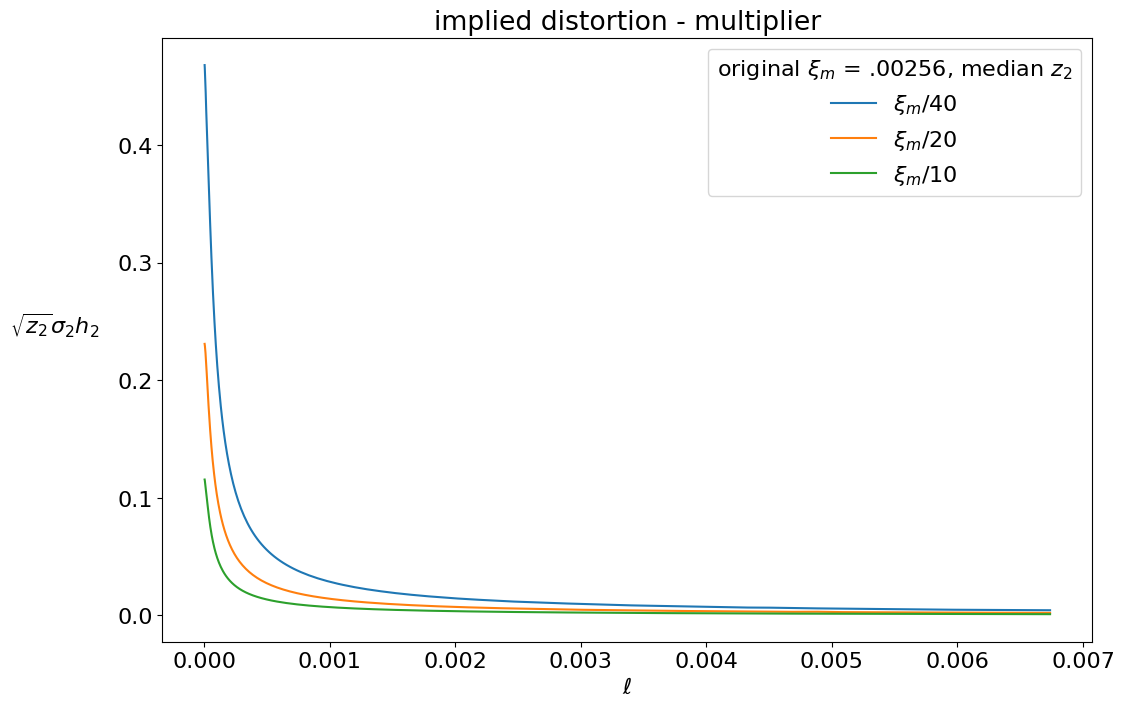 implied distortion - multiplier
original ξₘ = .00256, median z₂
ξₘ/40
ξₘ/20
ξₘ/10
√z₂σ₂h₂
0.4
0.3
0.2
0.1
0.0
0.000 0.001 0.002 0.003 0.004 0.005 0.006 0.007
ℓ